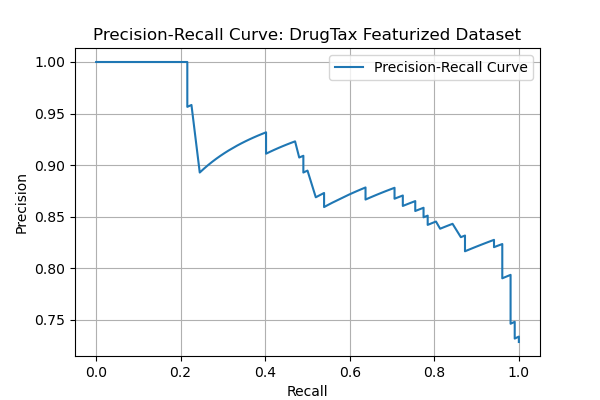 Precision-Recall Curve: DrugTax Featurized Dataset
Precision-Recall Curve
1.00
0.95
0.90
0.85
0.80
0.75
Precision
0.0 0.2 0.4 0.6 0.8 1.0
Recall